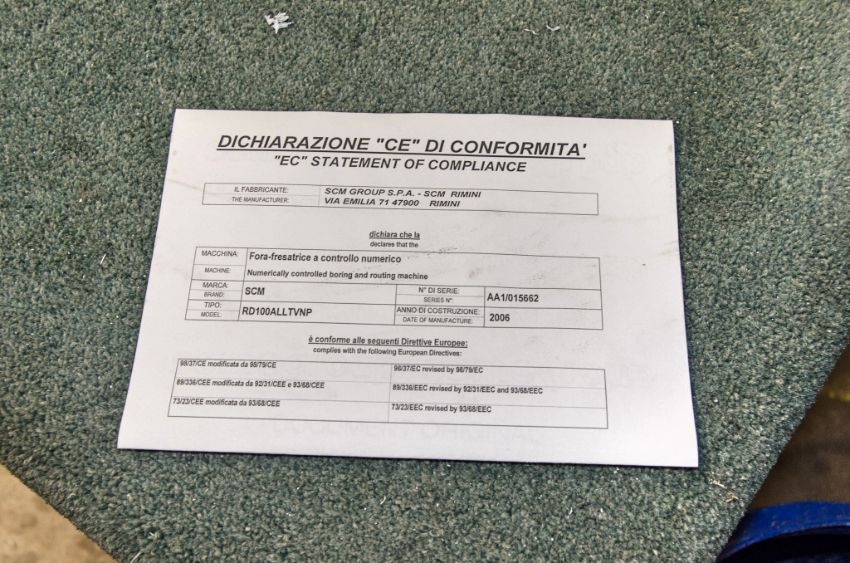 DICHIARAZIONE "CE" DI CONFORMITA'
"EC" STATEMENT OF COMPLIANCE
IL FABBRICANTE: SCM GROUP S.P.A. - SCM RIMINI
THE MANUFACTURER: VIA EMILIA 71 47900 RIMINI
dichiara che la
declares that the
MACCHINA: Fora-fresatrice a controllo numerico
MACHINE: Numerically controlled boring and routing machine
MARCA: SCM N° DI SERIE: AA1/015662
BRAND: SERIES N°:
TIPO: RD100ALLTVNP ANNO DI COSTRUZIONE: 2006
MODEL: DATE OF MANUFACTURE:
è conforme alle seguenti Direttive Europee:
complies with the following European Directives:
98/37/CE modificata da 98/79/CE 98/37/EC revised by 98/79/EC
89/336/CEE modificata da 92/31/CEE e 93/68/CEE 89/336/EEC revised by 92/31/EEC and 93/68/EEC
73/23/CEE modificata da 93/68/CEE 73/23/EEC revised by 93/68/EEC